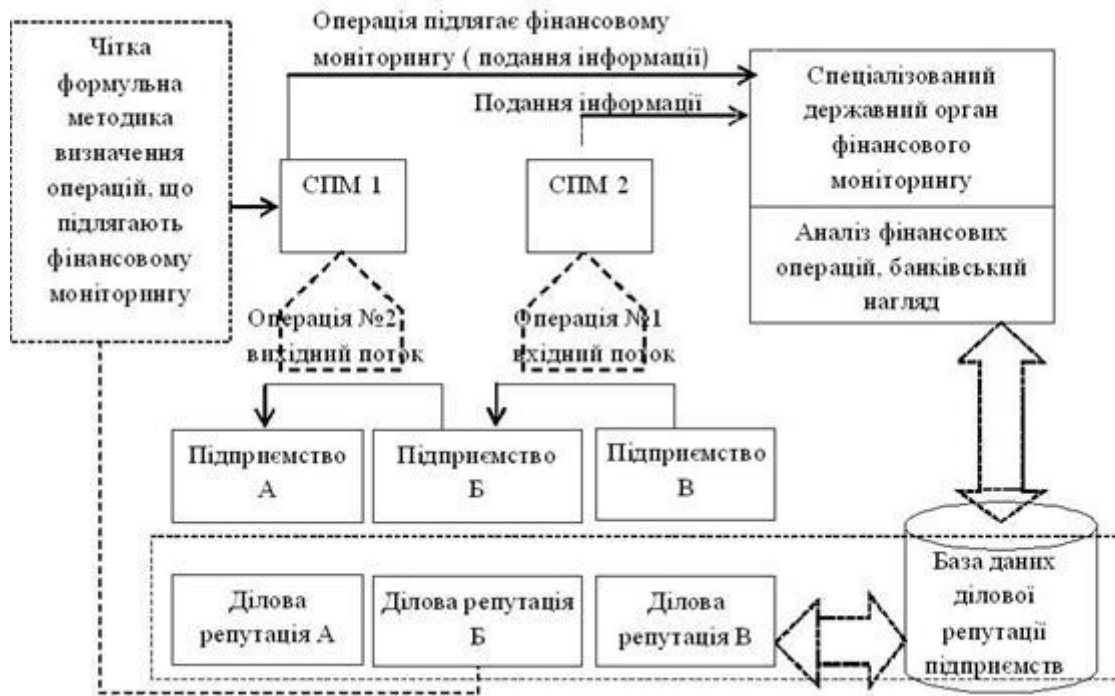 Чітка
формульна
методика
визначення
операцій, що
підлягають
фінансовому
моніторингу
Операція підлягає фінансовому
моніторингу ( подання інформації)
Подання інформації
СПМ 1
СПМ 2
Спеціалізований
державний орган
фінансового
моніторингу
Аналіз фінансових
операцій, банківський
нагляд
Операція №2
вихідний поток
Операція №1
вхідний поток
Підприємство
А
Підприємство
Б
Підприємство
В
Ділова
репутація А
Ділова репутація
Б
Ділова
репутація В
База даних
ділової
репутації
підприємств